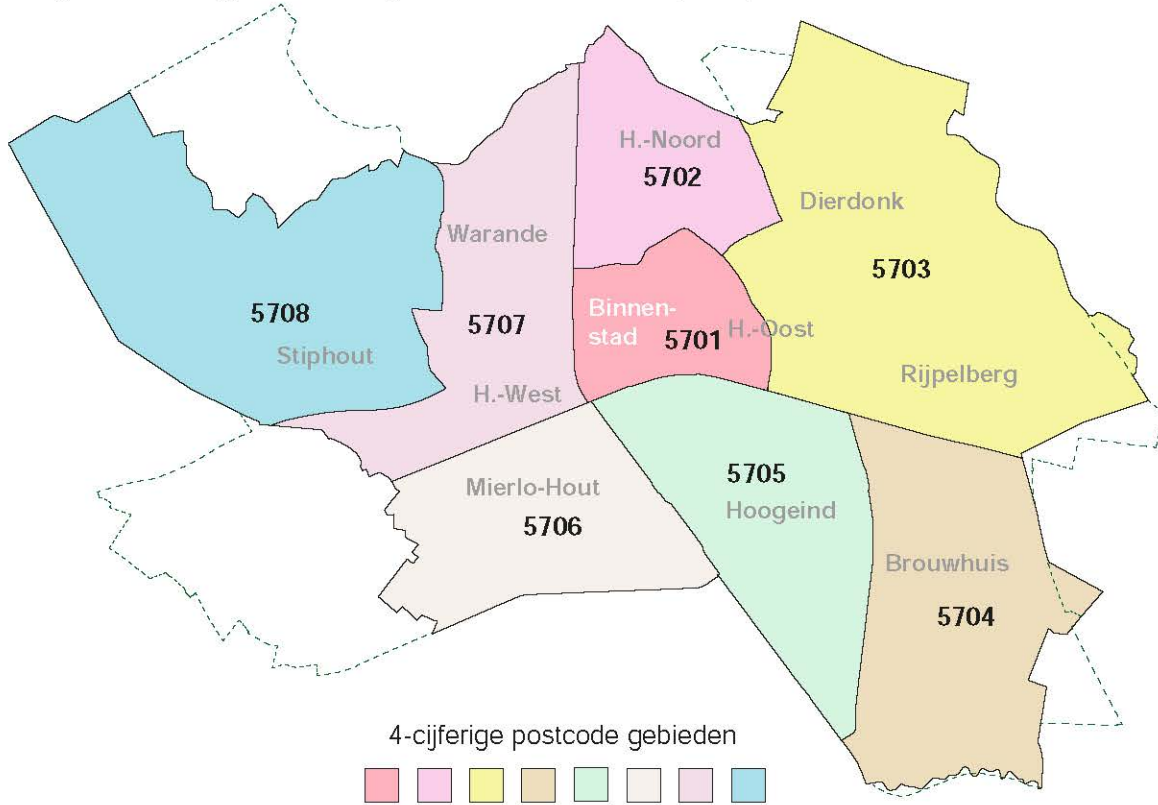 H.-Noord
5702
Dierdonk
Warande
5703
Binnen-
stad
5708
5707
5701
H.-Oost
Stiphout
H.-West
Rijpelberg
Mierlo-Hout
5706
5705
Hoogeind
Brouwhuis
5704
4-cijferige postcode gebieden